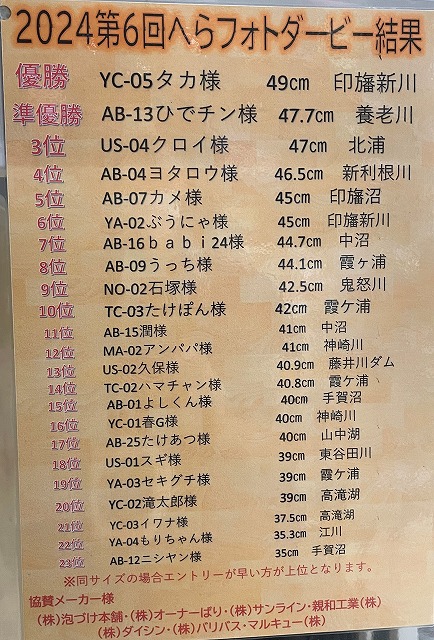 2024第6回へらフォトダービー結果
優勝 YC-05タカ様 49㎝ 印旛新川
準優勝 AB-13ひでチン様 47.7㎝ 養老川
3位 US-04クロイ様 47㎝ 北浦
4位 AB-04ヨタロウ様 46.5㎝ 新利根川
5位 AB-07カメ様 45㎝ 印旛沼
6位 YA-02ぶうにゃ様 45㎝ 印旛新川
7位 AB-16ｂａｂｉ24様 44.7㎝ 中沼
8位 AB-09うっち様 44.1㎝ 霞ヶ浦
9位 NO-02石塚様 42.5㎝ 鬼怒川
10位 TC-03たけぽん様 42㎝ 霞ケ浦
11位 AB-15潤様 41㎝ 中沼
12位 MA-02アンパパ様 41㎝ 神崎川
13位 US-02久保様 40.9㎝ 藤井川ダム
14位 TC-02ハマチャン様 40.8㎝ 霞ケ浦
15位 AB-01よしくん様 40㎝ 手賀沼
16位 YC-01春G様 40㎝ 神崎川
17位 AB-25たけあつ様 40㎝ 山中湖
18位 US-01スギ様 39㎝ 東谷田川
19位 YA-03セキグチ様 39㎝ 霞ケ浦
20位 YC-02滝太郎様 39㎝ 高滝湖
21位 YC-03イワナ様 37.5㎝ 高滝湖
22位 YA-04もりちゃん様 35.3㎝ 江川
23位 AB-12ニシヤン様 35㎝ 手賀沼
※同サイズの場合エントリーが早い方が上位となります。
協賛メーカー様
(株)泡づけ本舗・(株)オーナーばり・(株)サンライン・親和工業(株)
(株)ダイシン・(株)バリバス・マルキユー(株)